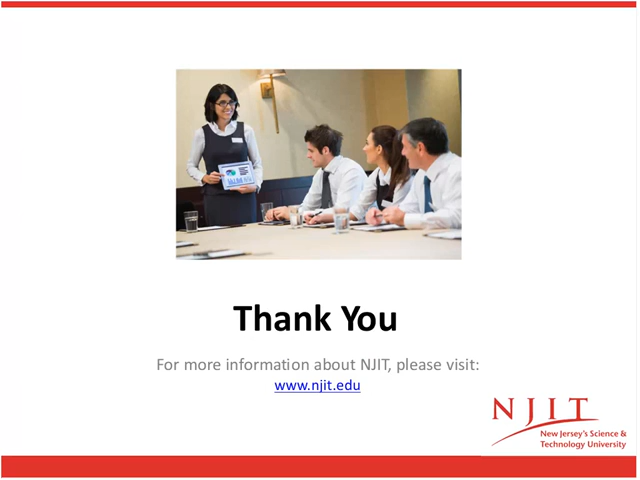 Thank You
For more information about NJIT, please visit:
www.njit.edu
NJIT
New Jersey's Science &
Technology University